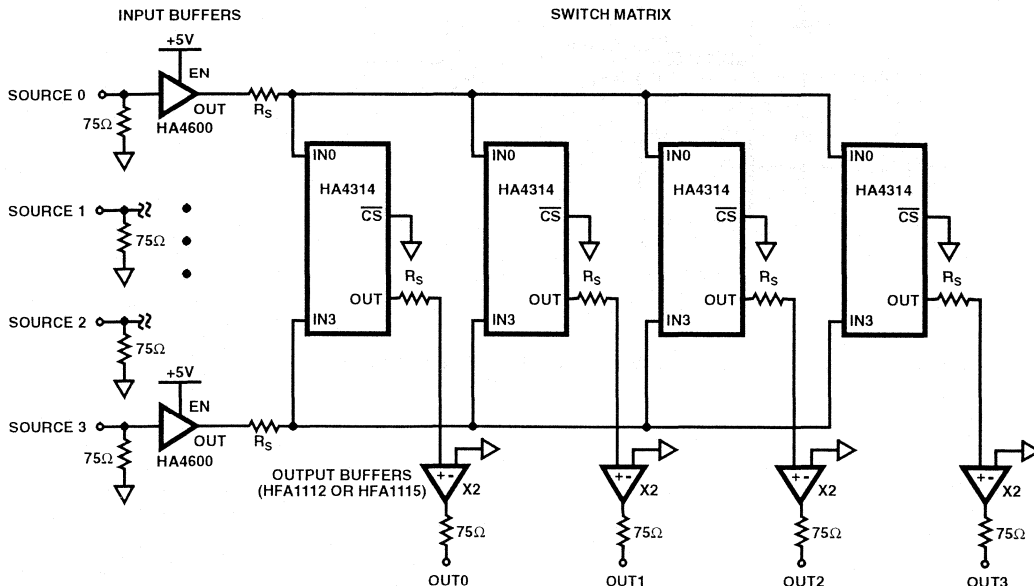 INPUT BUFFERS
SWITCH MATRIX
+5V
EN
SOURCE 0
OUT
RS
75Ω
HA4600
IN0
IN0
IN0
IN0
HA4314
HA4314
HA4314
HA4314
CS
CS
CS
CS
SOURCE 1
75Ω
RS
RS
RS
RS
OUT
OUT
OUT
OUT
SOURCE 2
IN3
IN3
IN3
IN3
75Ω
+5V
EN
SOURCE 3
OUT
RS
75Ω
HA4600
OUTPUT BUFFERS
(HFA1112 OR HFA1115)
+-
X2
+-
X2
+-
X2
+-
X2
75Ω
75Ω
75Ω
75Ω
OUT0
OUT1
OUT2
OUT3